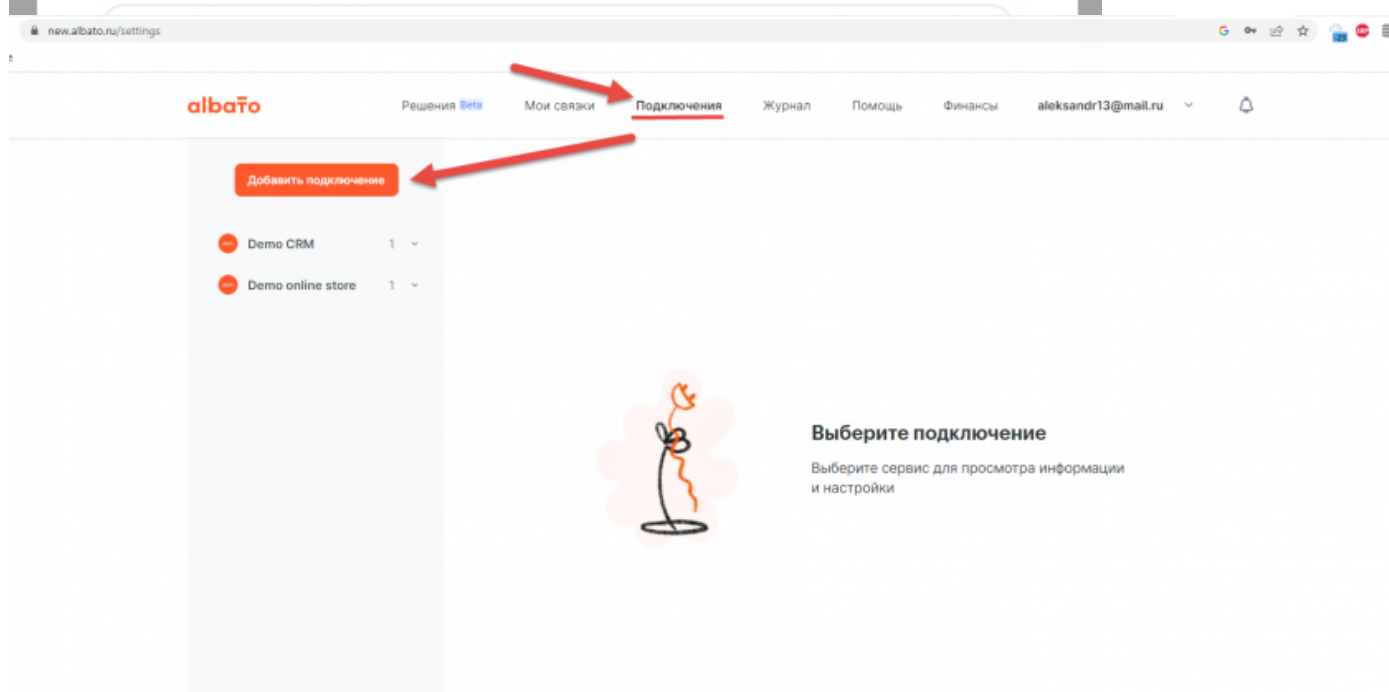 new.albato.ru/settings
е
albato
Решения Beta
Мои связки
Подключения
Журнал
Помощь
Финансы
aleksandr13@mail.ru
Добавить подключение
Demo CRM 1
Demo online store 1
Выберите подключение
Выберите сервис для просмотра информации
и настройки